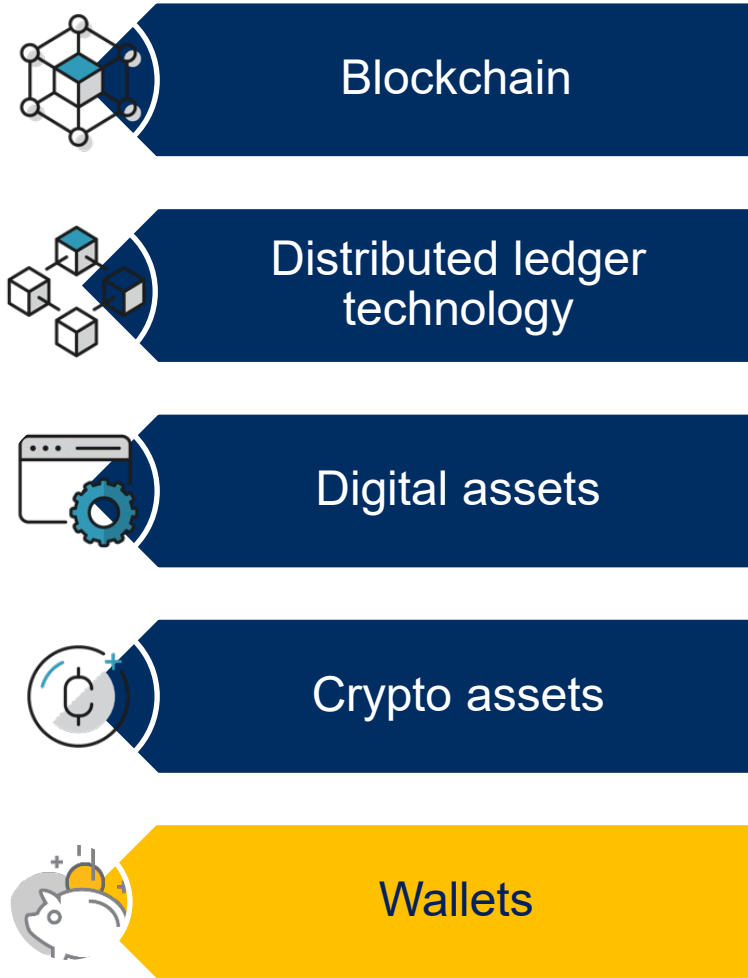 Blockchain
Distributed ledger
technology
Digital assets
Crypto assets
Wallets